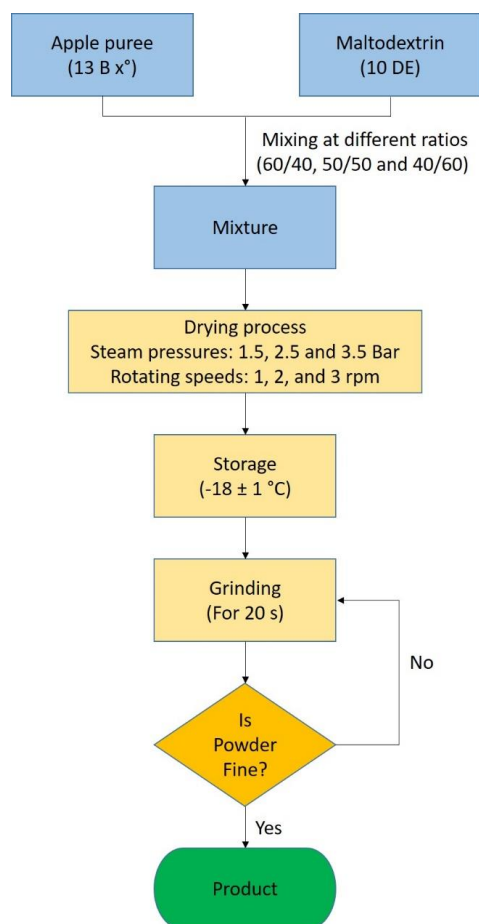 Apple puree
(13 B x°)
Maltodextrin
(10 DE)
Mixing at different ratios
(60/40, 50/50 and 40/60)
Mixture
Drying process
Steam pressures: 1.5, 2.5 and 3.5 Bar
Rotating speeds: 1, 2, and 3 rpm
Storage
(-18 ± 1 °C)
Grinding
(For 20 s)
No
Is
Powder
Fine?
Yes
Product